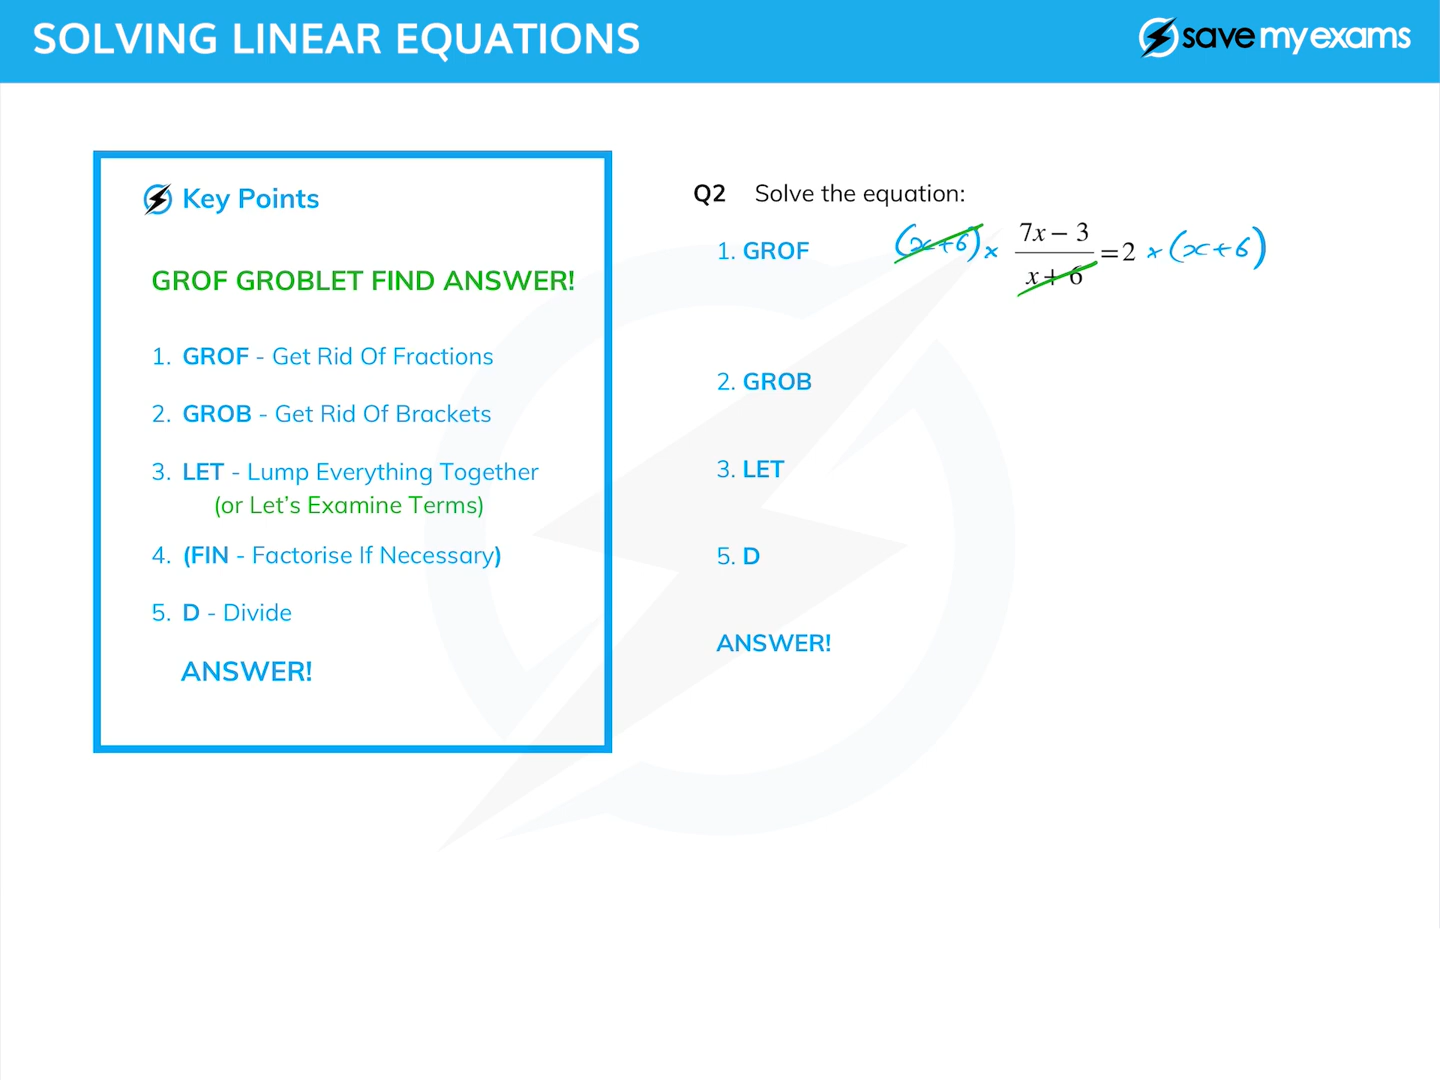 SOLVING LINEAR EQUATIONS
save my exams
Key Points
GROF GROBLET FIND ANSWER!
1. GROF - Get Rid Of Fractions
2. GROB - Get Rid Of Brackets
3. LET - Lump Everything Together
(or Let’s Examine Terms)
4. (FIN - Factorise If Necessary)
5. D - Divide
ANSWER!
Q2 Solve the equation:
1. GROF (x+6) × (7x − 3)/(x + 6) = 2 × (x+6)
2. GROB
3. LET
5. D
ANSWER!